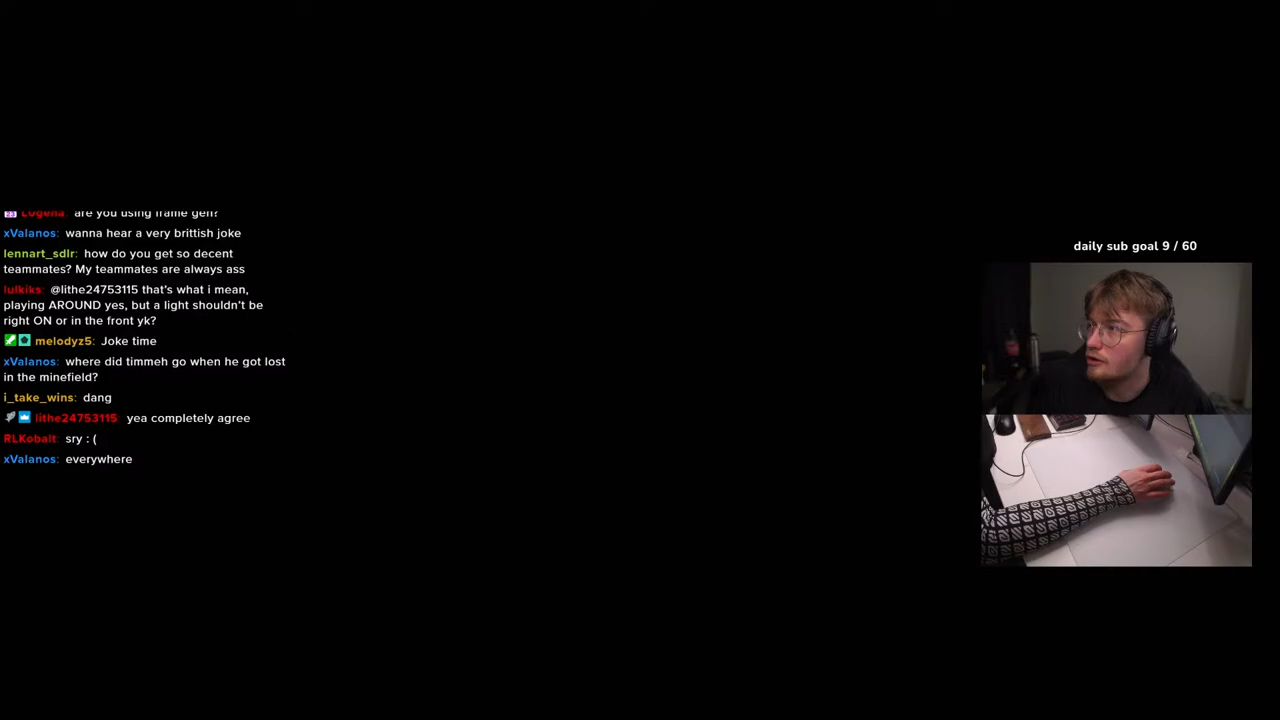 Lugena: are you using frame gen?
xValanos: wanna hear a very brittish joke
lennart_sdlr: how do you get so decent
teammates? My teammates are always ass
lulkiks: @lithe24753115 that's what i mean,
playing AROUND yes, but a light shouldn't be
right ON or in the front yk?
melodyz5: Joke time
xValanos: where did timmeh go when he got lost
in the minefield?
i_take_wins: dang
lithe24753115: yea completely agree
RLKobalt: sry : (
xValanos: everywhere
daily sub goal 9 / 60